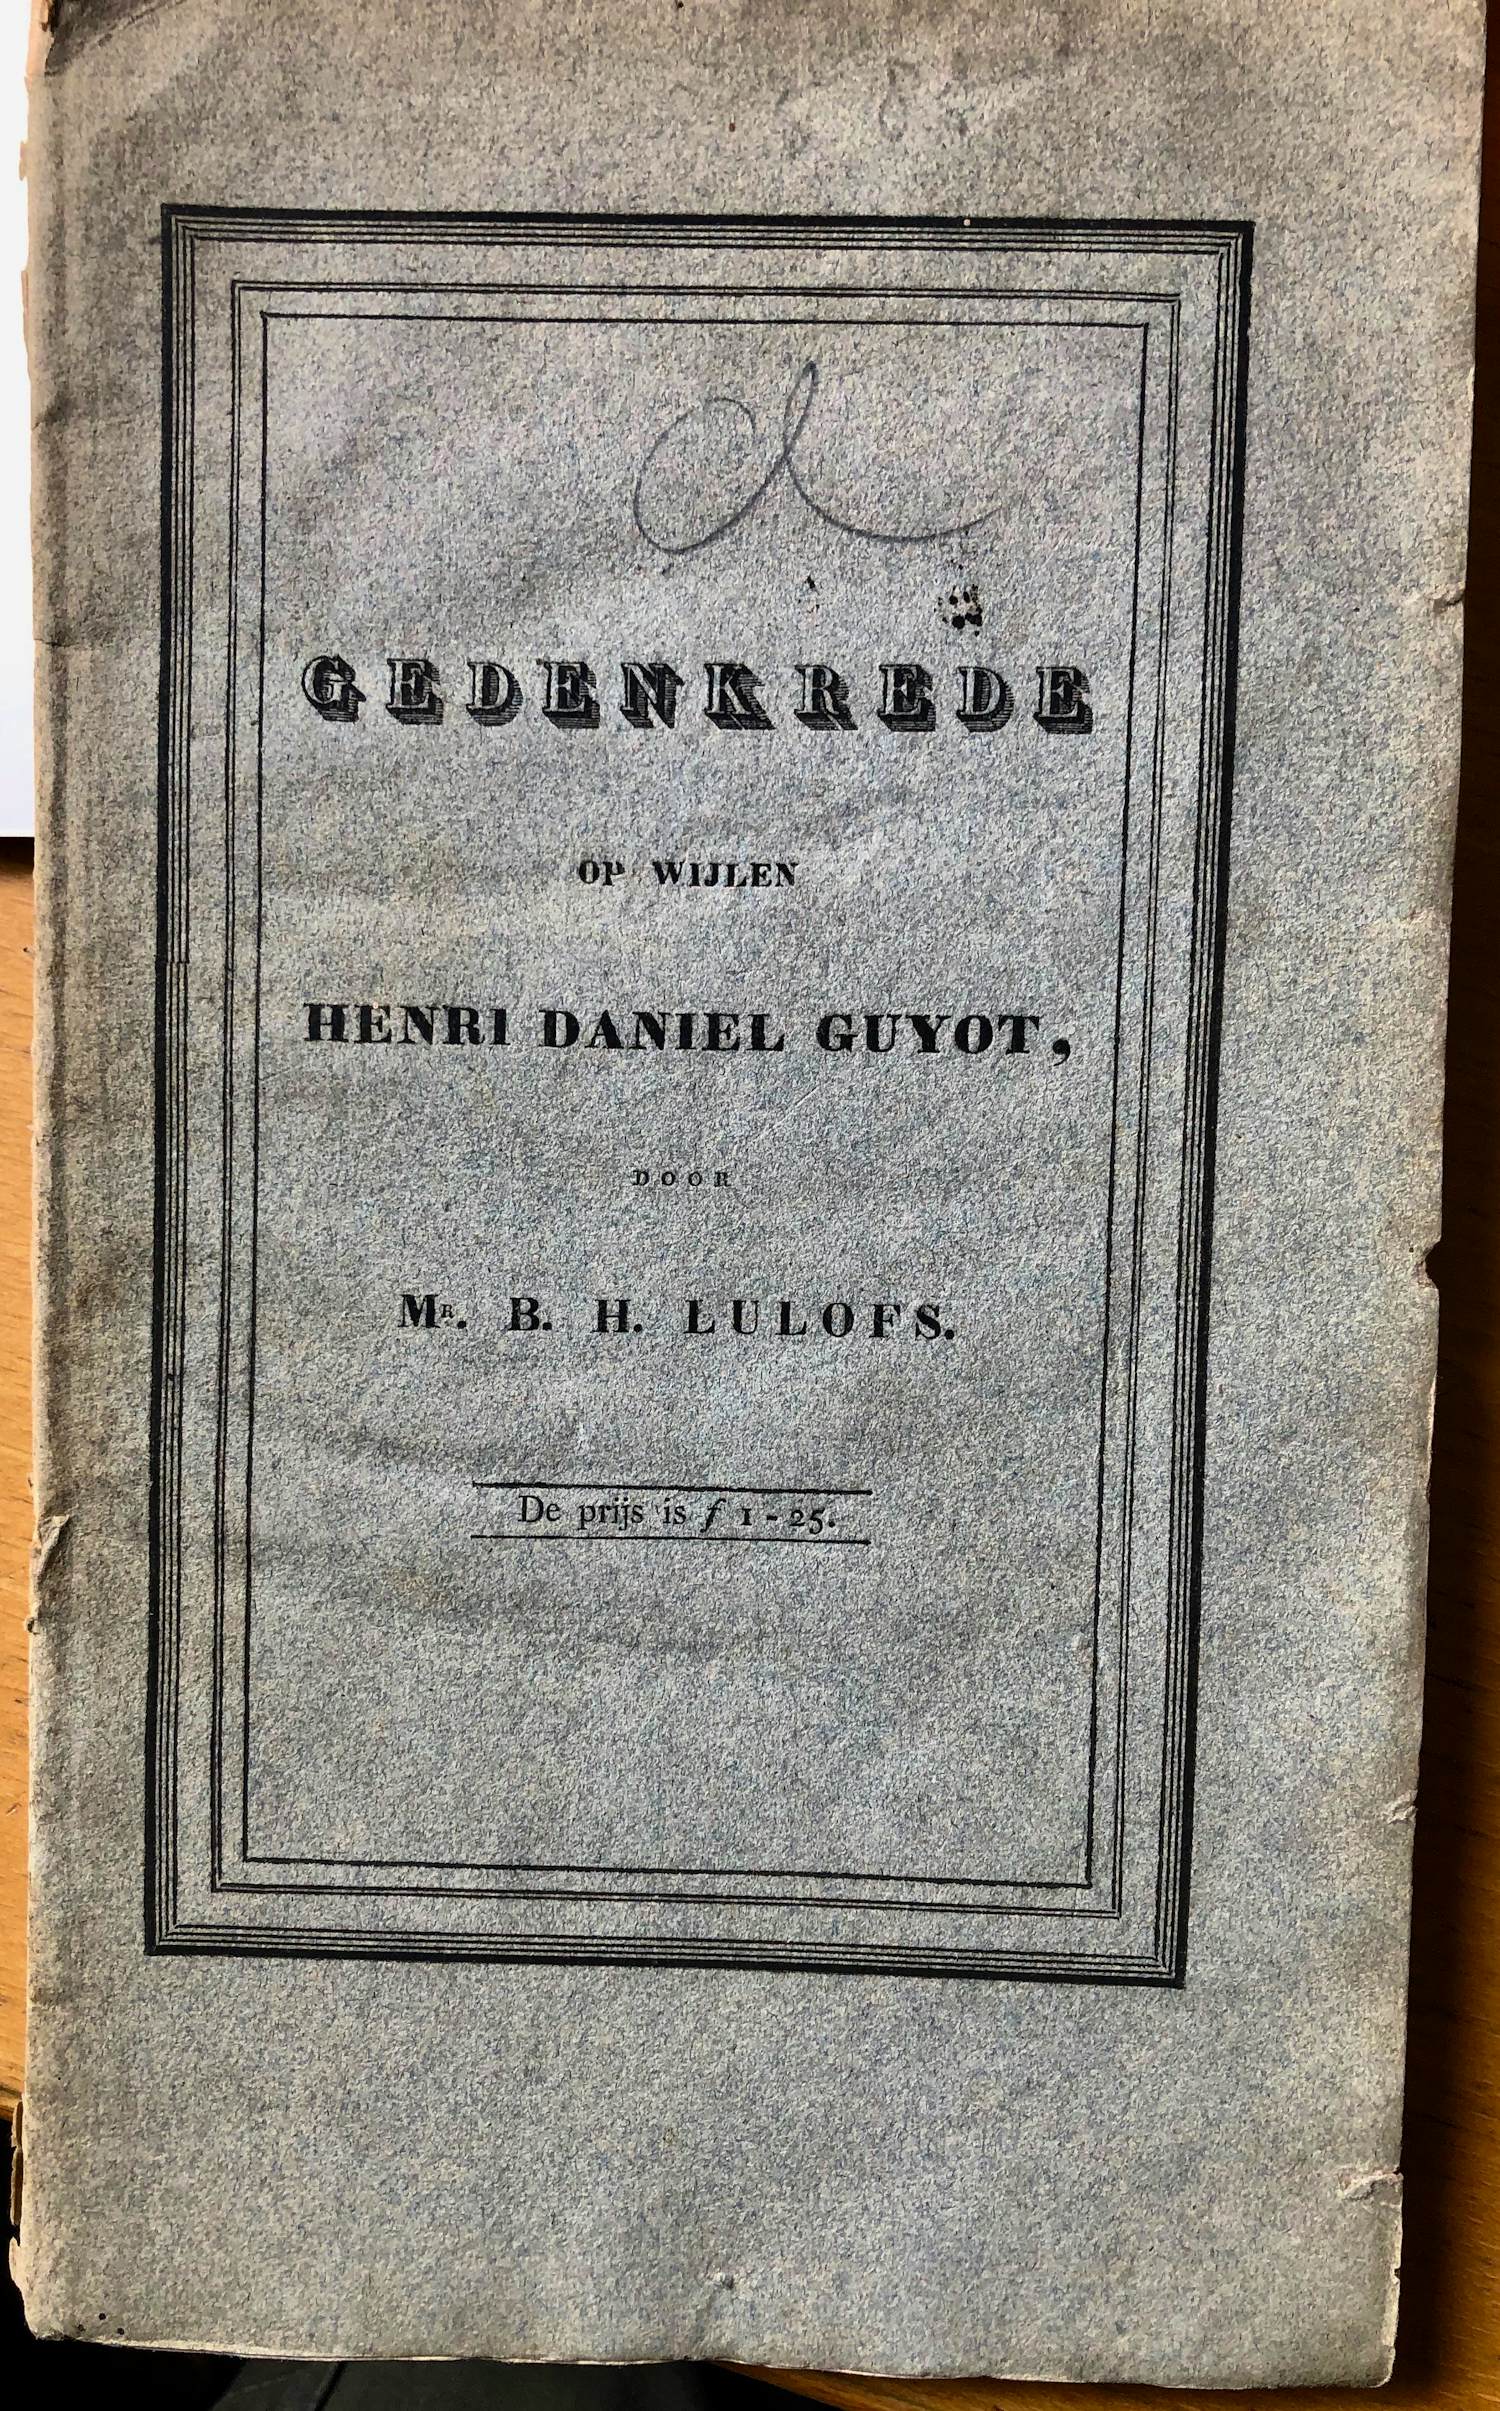 GEDENKREDE
OP WIJLEN
HENRI DANIEL GUYOT,
DOOR
MR. B. H. LULOFS.
De prijs is ƒ 1-25.